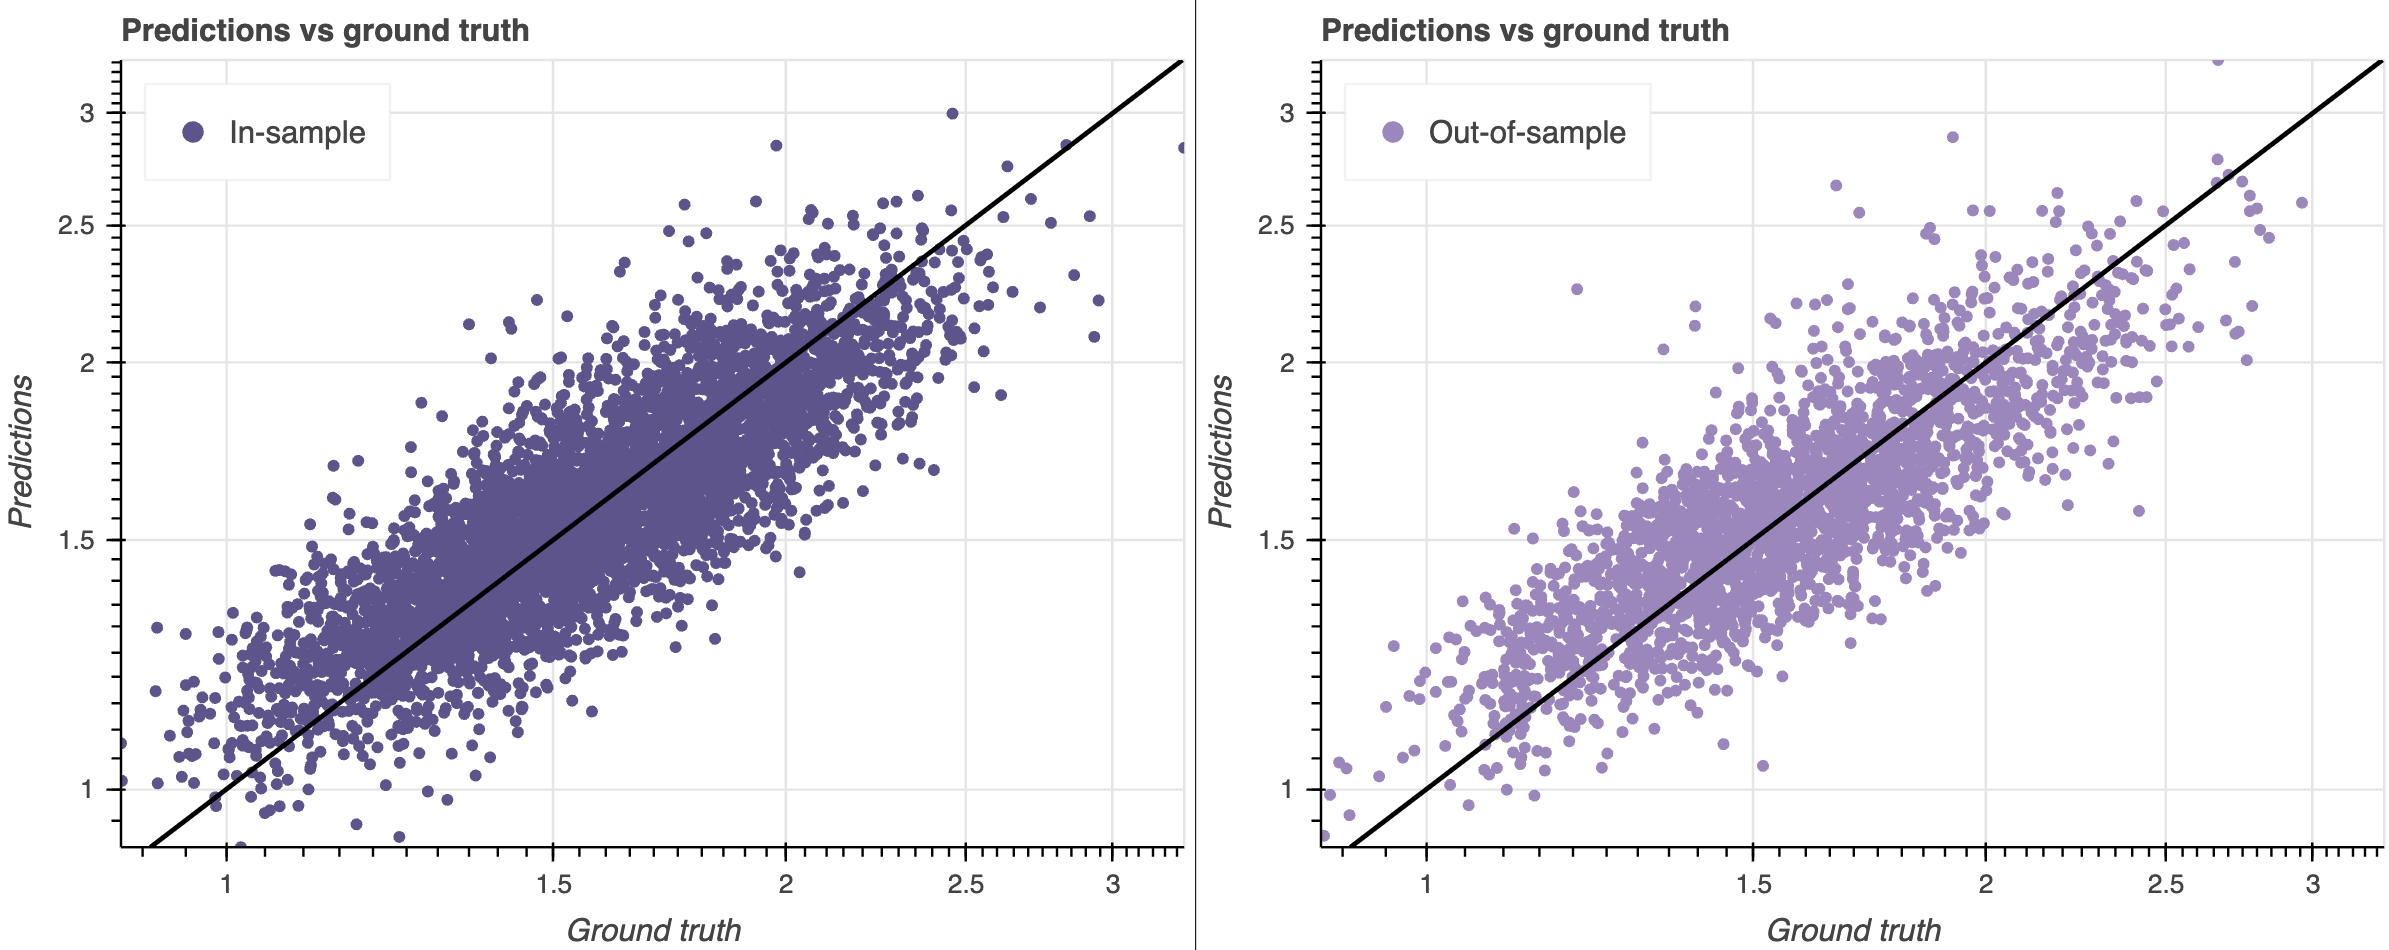 Predictions vs ground truth
In-sample
3
2.5
2
1.5
1
Predictions
1 1.5 2 2.5 3
Ground truth
Predictions vs ground truth
Out-of-sample
3
2.5
2
1.5
1
Predictions
1 1.5 2 2.5 3
Ground truth